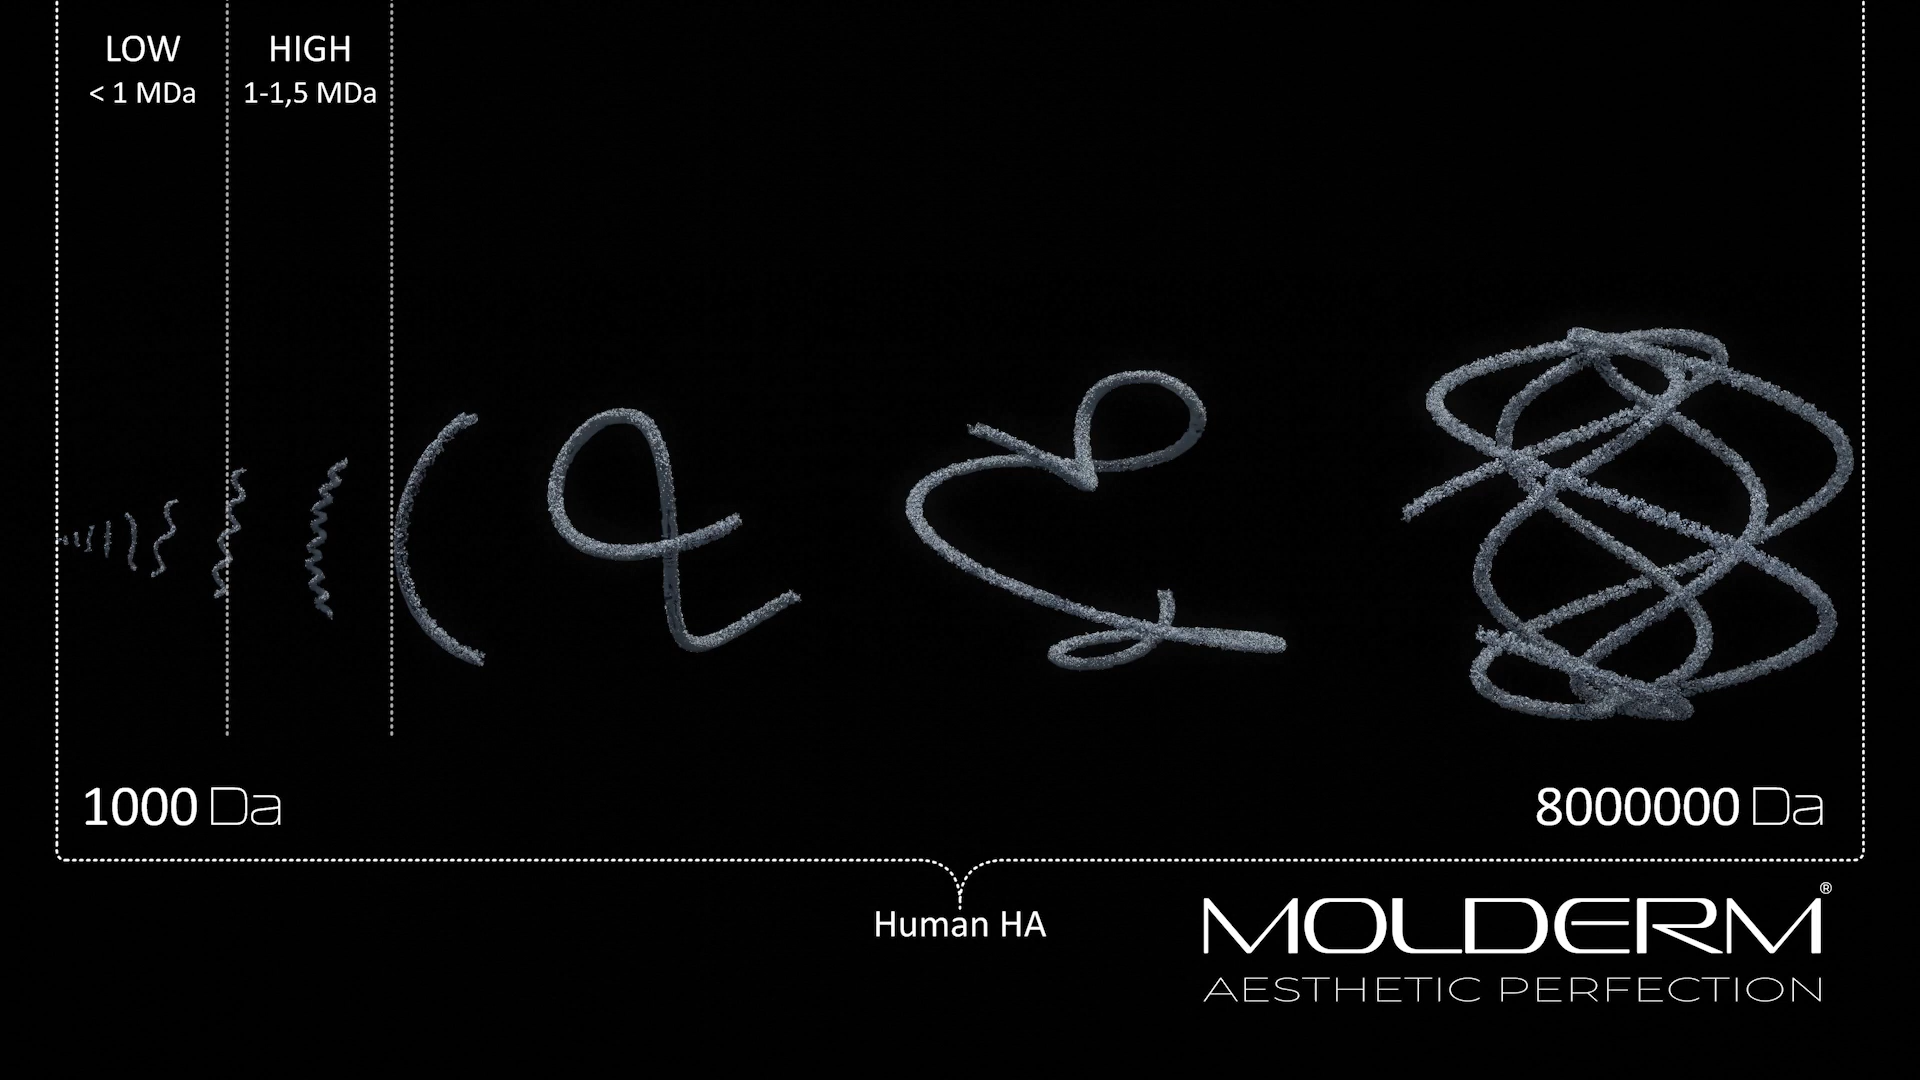 LOW
< 1 MDa
HIGH
1-1,5 MDa
1000 Da
8000000 Da
Human HA
MOLDERM®
AESTHETIC PERFECTION